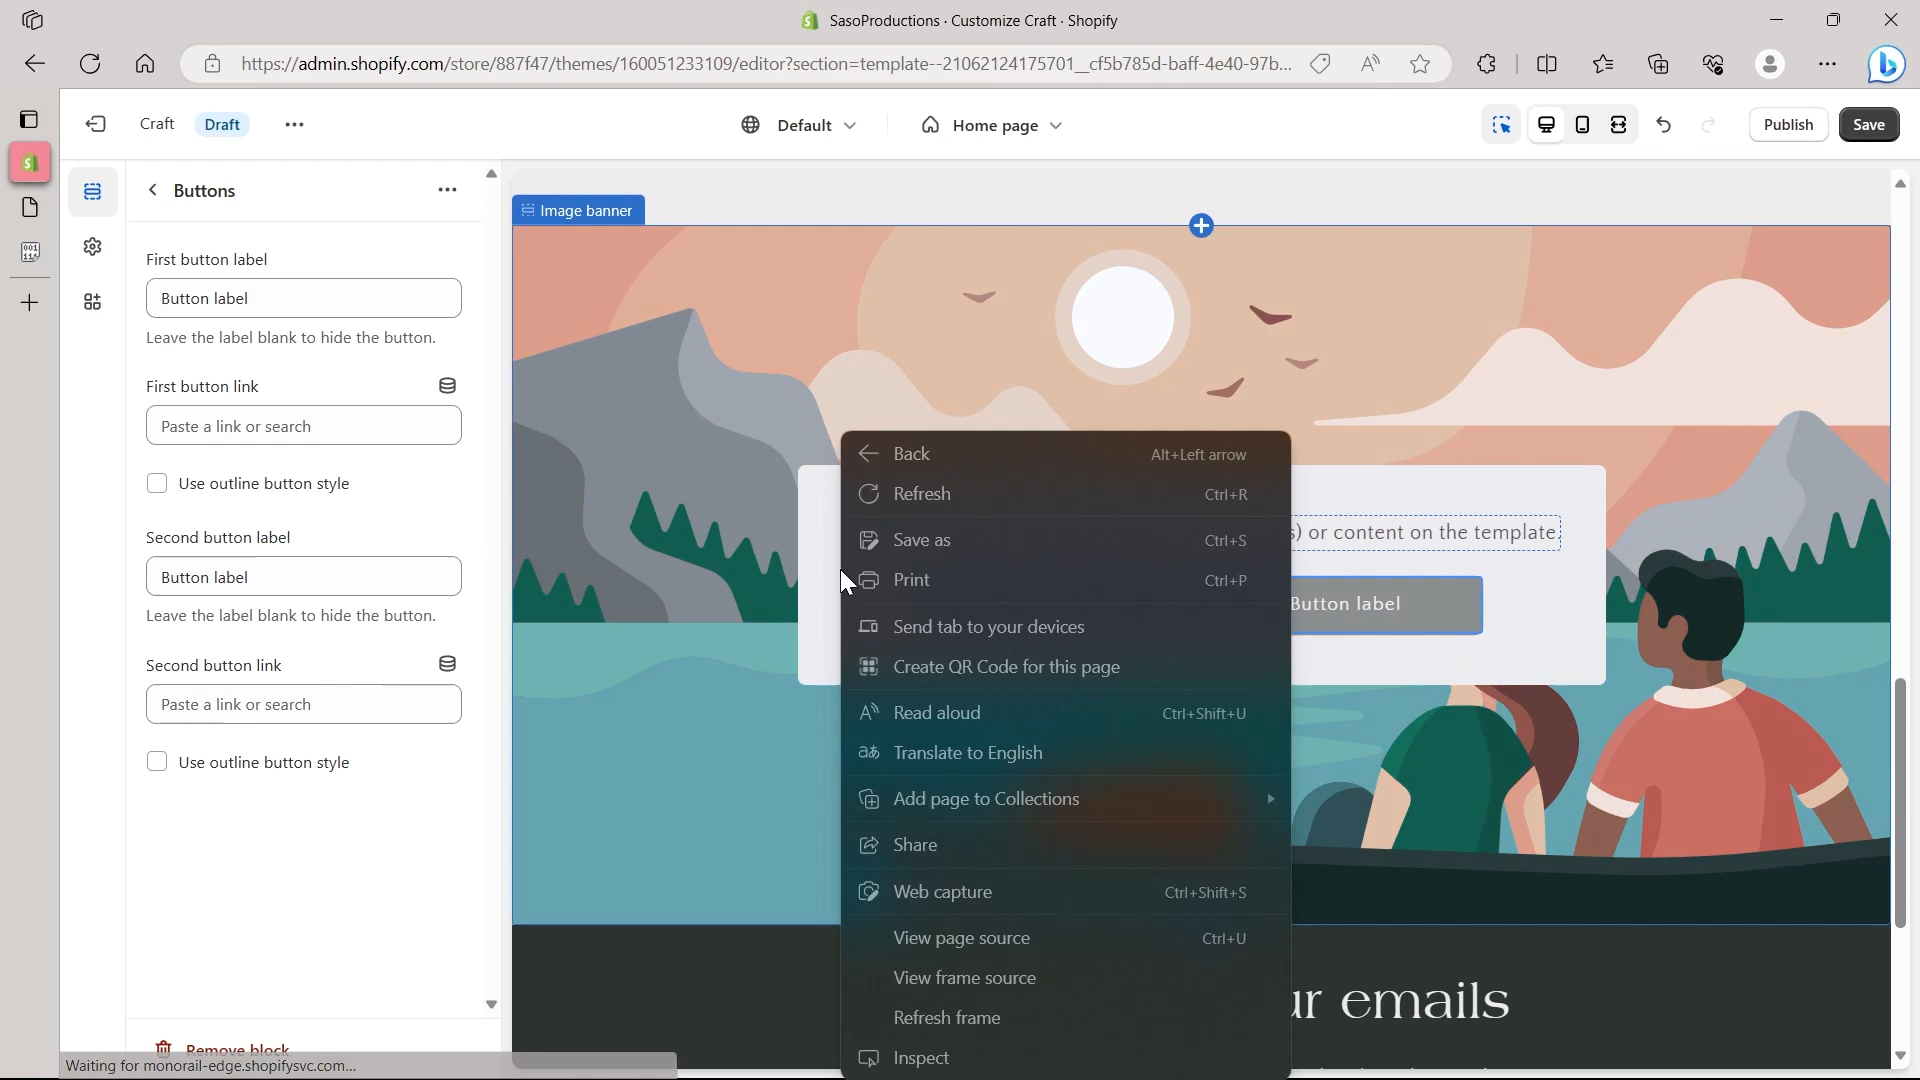 SasoProductions · Customize Craft · Shopify
https://admin.shopify.com/store/887f47/themes/160051233109/editor?section=template--21062124175701__cf5b785d-baff-4e40-97b...
Craft
Draft
Default
Home page
Publish
Save
Buttons
Image banner
First button label
Button label
Leave the label blank to hide the button.
First button link
Paste a link or search
Use outline button style
Second button label
Button label
Leave the label blank to hide the button.
Second button link
Paste a link or search
Use outline button style
Remove block
Waiting for monorail-edge.shopifysvc.com...
Back Alt+Left arrow
Refresh Ctrl+R
Save as Ctrl+S
Print Ctrl+P
Send tab to your devices
Create QR Code for this page
Read aloud Ctrl+Shift+U
Translate to English
Add page to Collections
Share
Web capture Ctrl+Shift+S
View page source Ctrl+U
View frame source
Refresh frame
Inspect
s) or content on the template.
Button label
ur emails